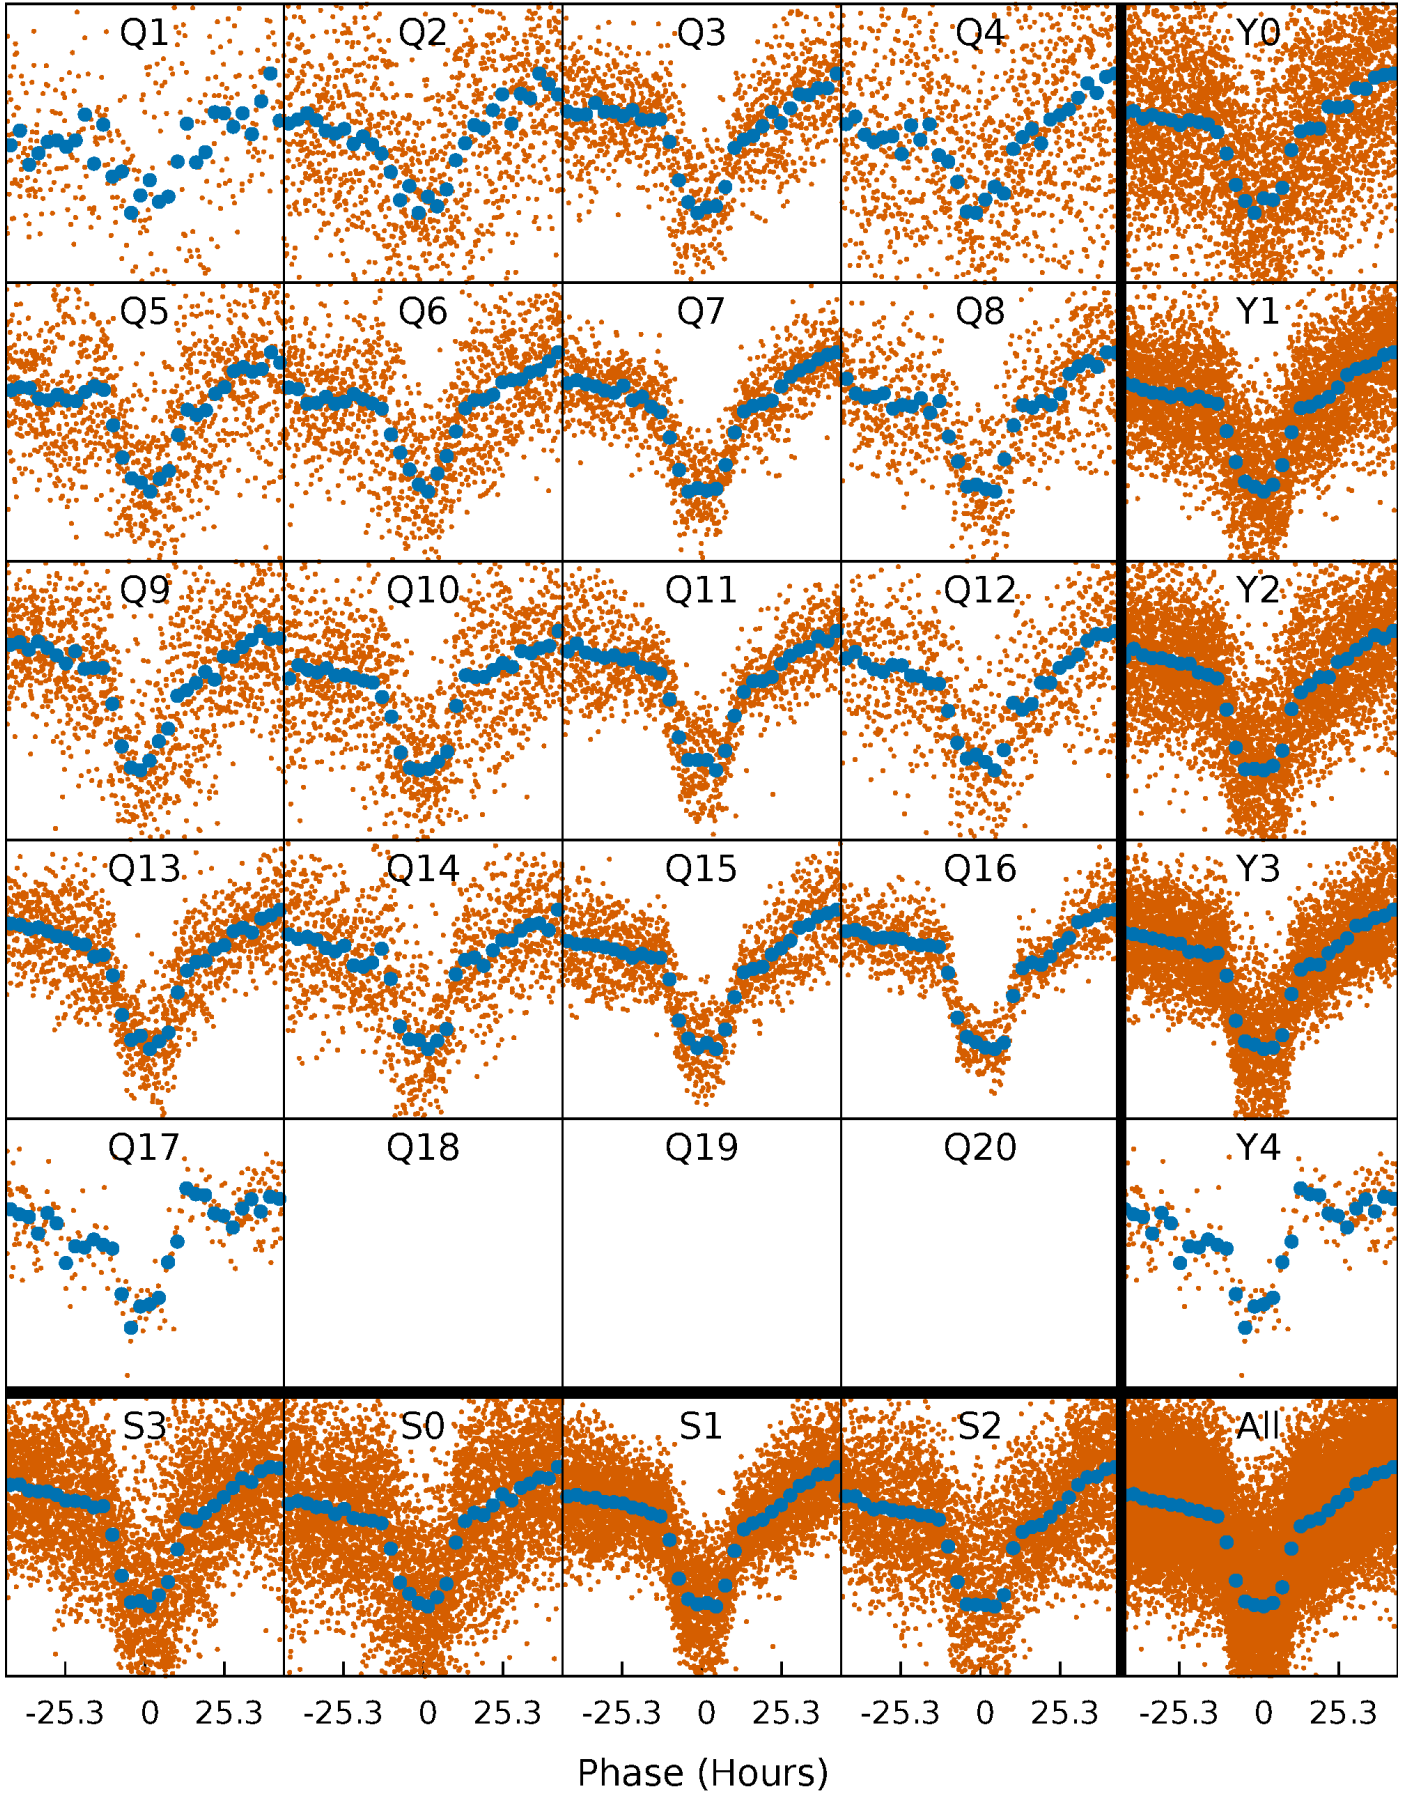 Q1 Q2 Q3 Q4 Y0
Q5 Q6 Q7 Q8 Y1
Q9 Q10 Q11 Q12 Y2
Q13 Q14 Q15 Q16 Y3
Q17 Q18 Q19 Q20 Y4
S3 S0 S1 S2 All
-25.3 0 25.3 -25.3 0 25.3 -25.3 0 25.3 -25.3 0 25.3 -25.3 0 25.3
Phase (Hours)